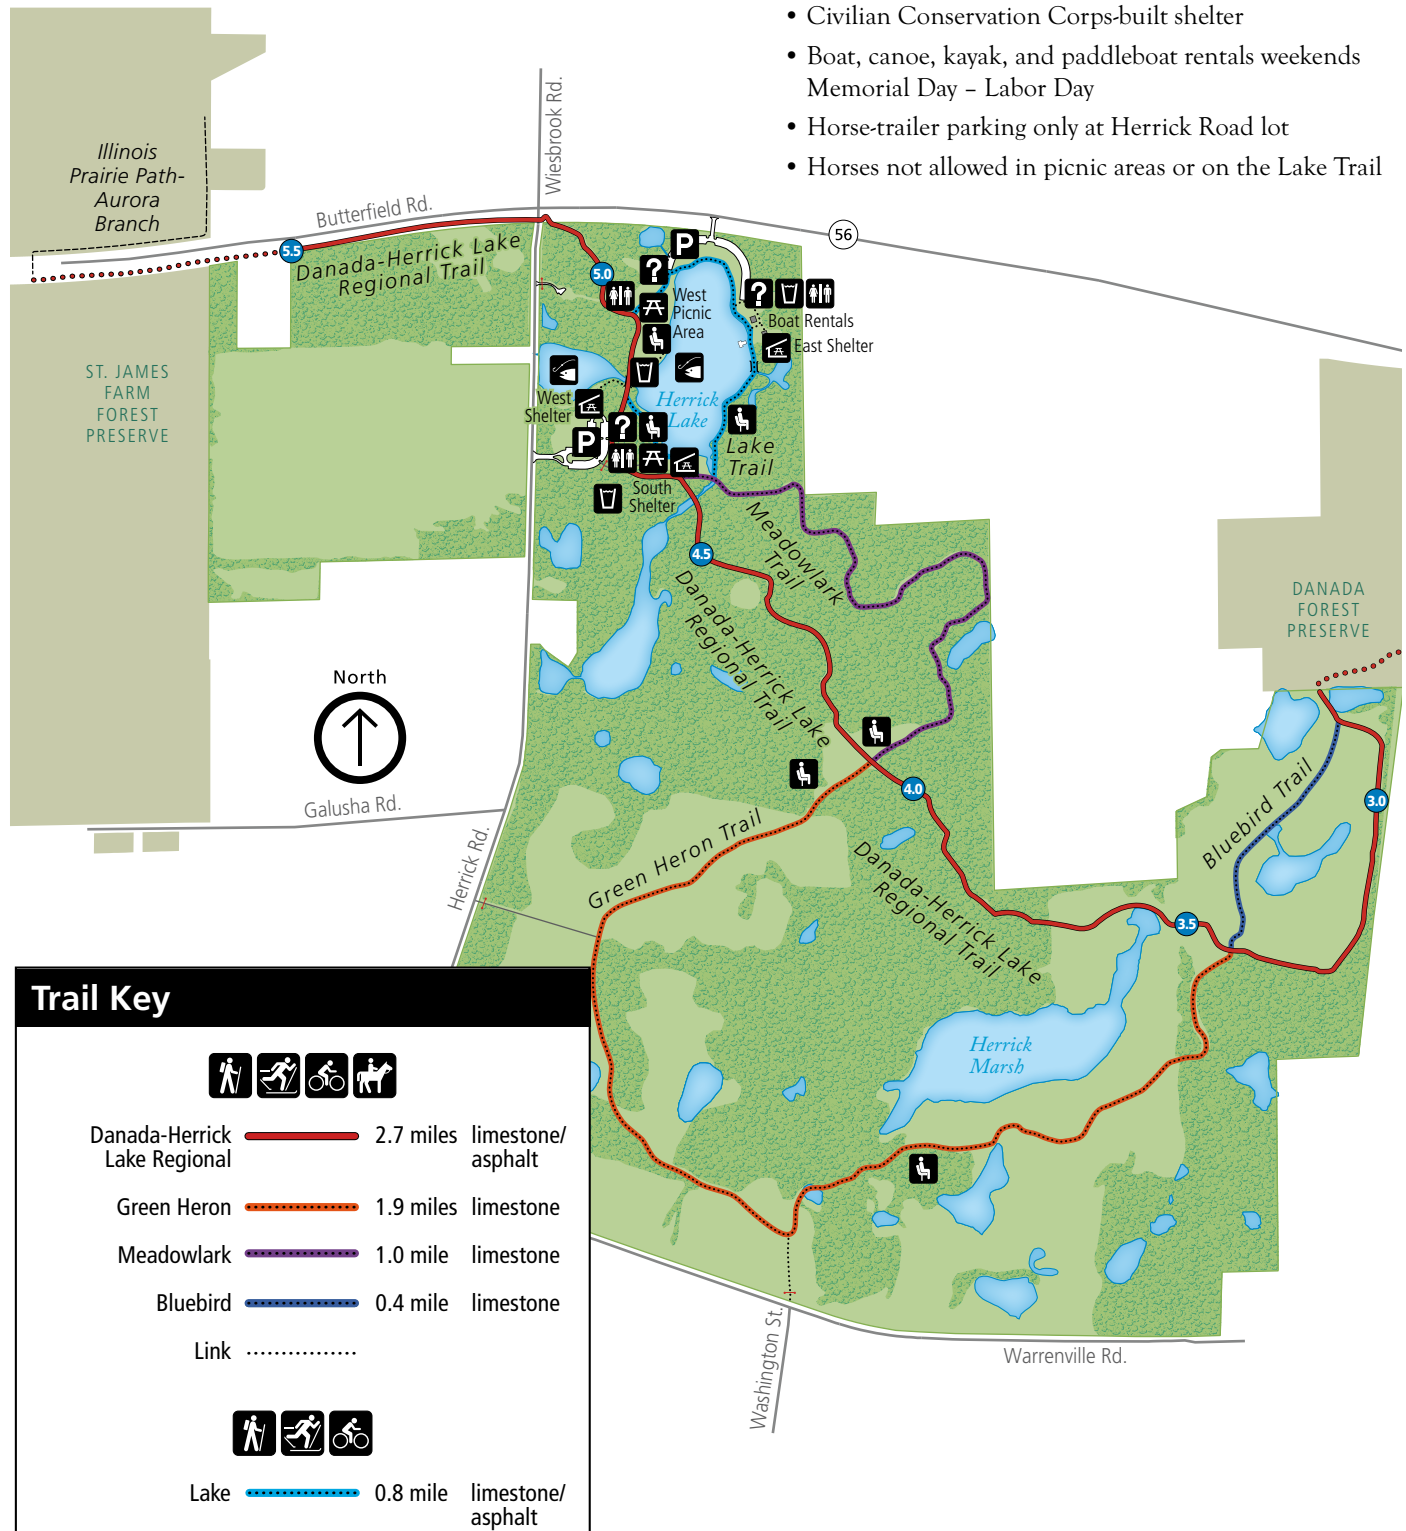 • Civilian Conservation Corps-built shelter
• Boat, canoe, kayak, and paddleboat rentals weekends
Memorial Day – Labor Day
• Horse-trailer parking only at Herrick Road lot
• Horses not allowed in picnic areas or on the Lake Trail
Illinois
Prairie Path-
Aurora
Branch
Butterfield Rd.
Wiesbrook Rd.
56
5.5
Danada-Herrick Lake
Regional Trail
5.0
P
?
West
Picnic
Area
?
Boat Rentals
East Shelter
ST. JAMES
FARM
FOREST
PRESERVE
West
Shelter
Herrick
Lake
P
?
Lake
Trail
South
Shelter
Meadowlark
Trail
4.5
Danada-Herrick Lake
Regional Trail
DANADA
FOREST
PRESERVE
North
Galusha Rd.
Herrick Rd.
4.0
3.0
Bluebird Trail
Green Heron Trail
Danada-Herrick Lake
Regional Trail
3.5
Herrick
Marsh
Trail Key
Danada-Herrick 2.7 miles limestone/
Lake Regional asphalt
Green Heron 1.9 miles limestone
Meadowlark 1.0 mile limestone
Bluebird 0.4 mile limestone
Link
Lake 0.8 mile limestone/
asphalt
Washington St.
Warrenville Rd.